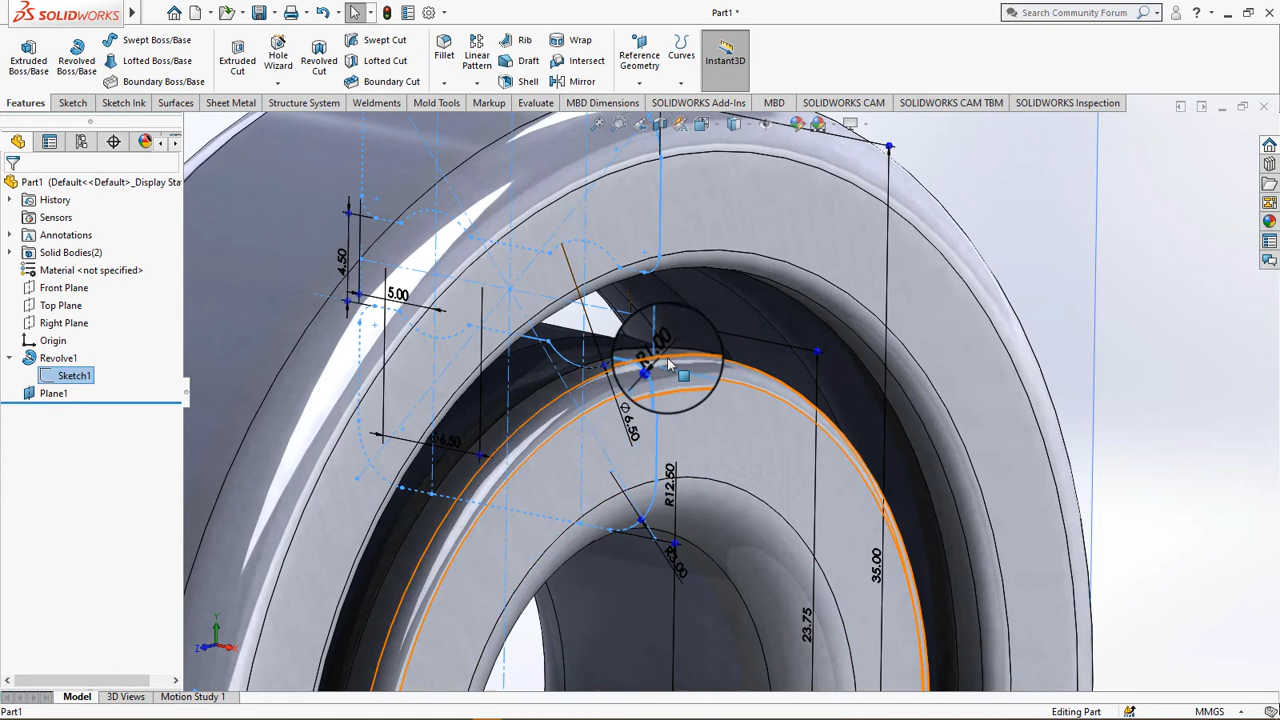 SOLIDWORKS
Part1 *
Search Community Forum
Extruded Boss/Base
Revolved Boss/Base
Swept Boss/Base
Lofted Boss/Base
Boundary Boss/Base
Extruded Cut
Hole Wizard
Revolved Cut
Swept Cut
Lofted Cut
Boundary Cut
Fillet
Linear Pattern
Rib
Draft
Shell
Wrap
Intersect
Mirror
Reference Geometry
Curves
Instant3D
Features
Sketch
Sketch Ink
Surfaces
Sheet Metal
Structure System
Weldments
Mold Tools
Markup
Evaluate
MBD Dimensions
SOLIDWORKS Add-Ins
MBD
SOLIDWORKS CAM
SOLIDWORKS CAM TBM
SOLIDWORKS Inspection
Part1 (Default<<Default>_Display Sta
History
Sensors
Annotations
Solid Bodies(2)
Material <not specified>
Front Plane
Top Plane
Right Plane
Origin
Revolve1
Sketch1
Plane1
4.50
5.00
∅6.50
6.50
R12.50
R3.00
23.75
35.00
Y
X
Z
Model
3D Views
Motion Study 1
Part1
Editing Part
MMGS